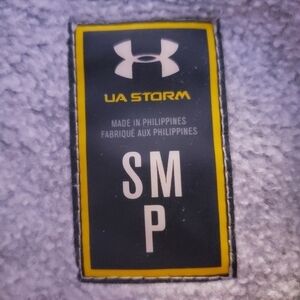 UA STORM
MADE IN PHILIPPINES
FABRIQUÉ AUX PHILIPPINES
SM
P